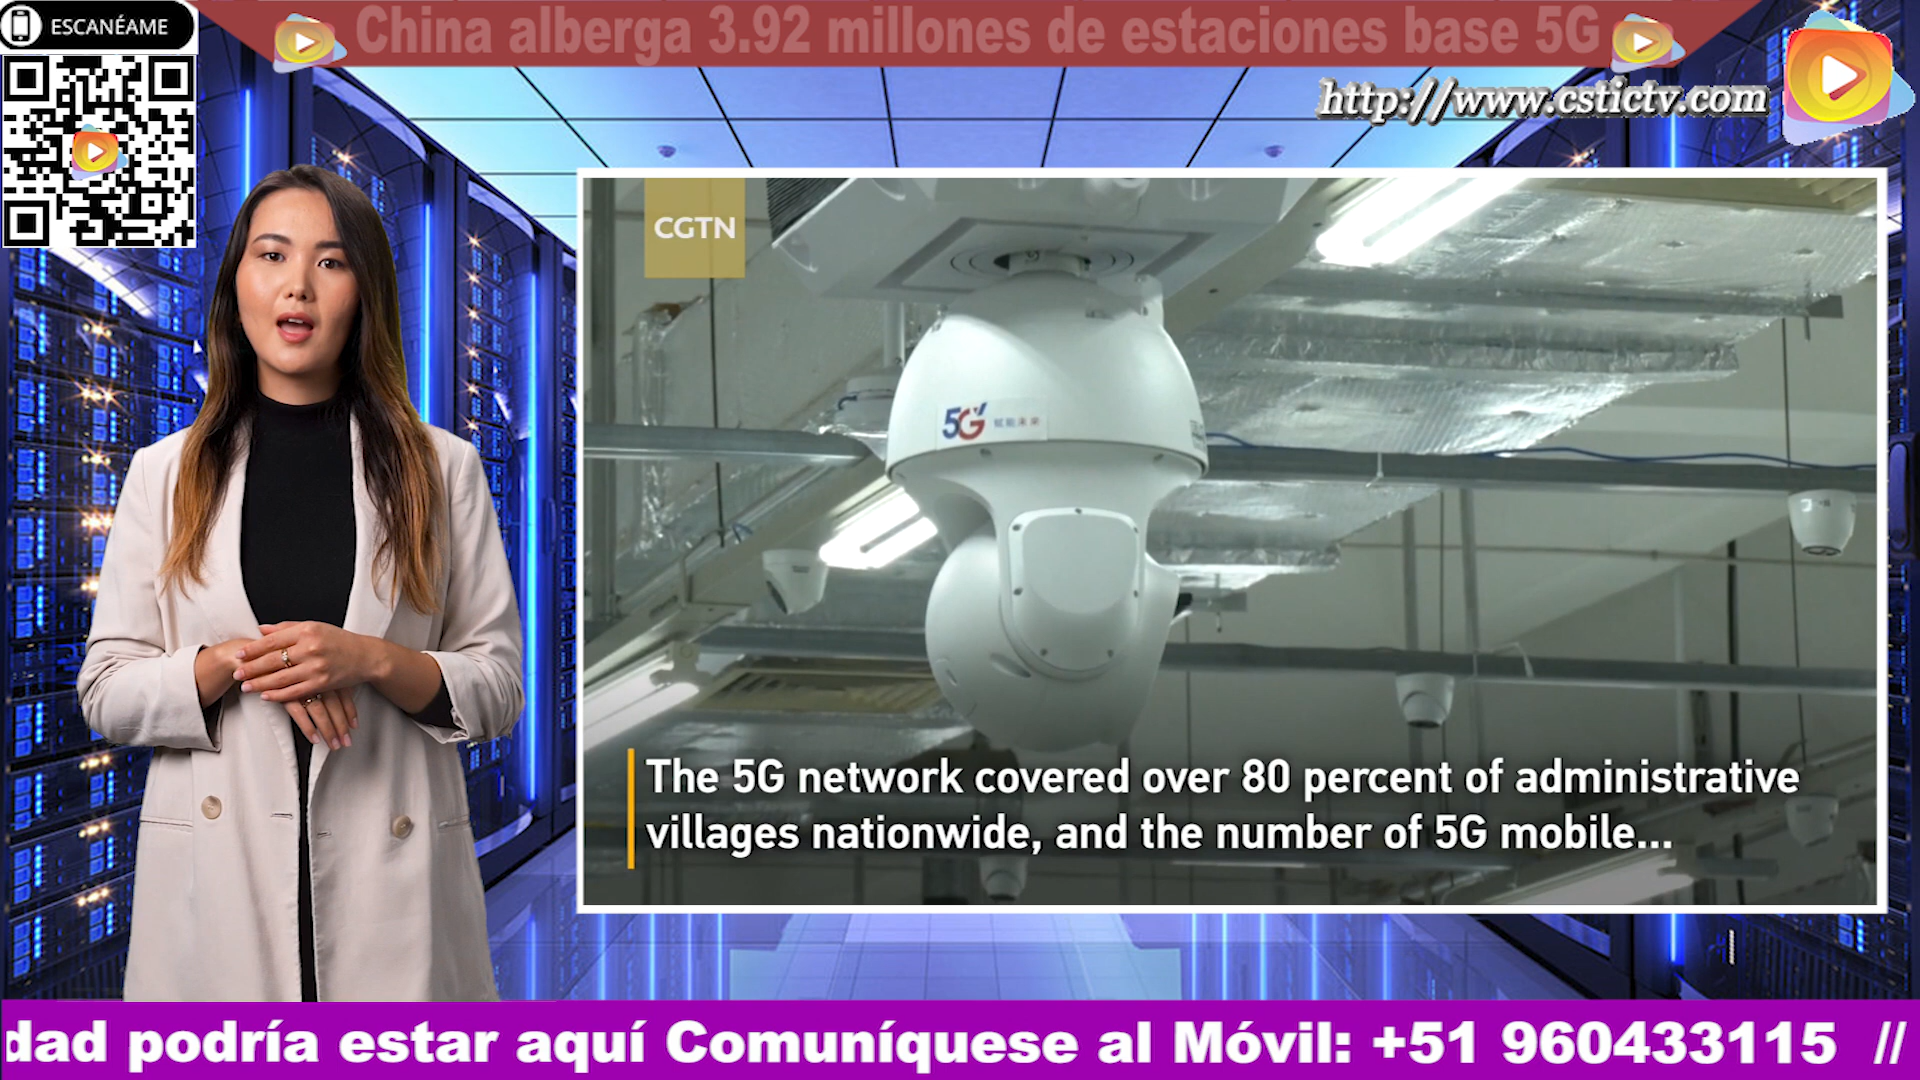 ESCANÉAME
China alberga 3.92 millones de estaciones base 5G
http://www.cstictv.com
CGTN
5G
The 5G network covered over 80 percent of administrative
villages nationwide, and the number of 5G mobile...
dad podría estar aquí Comuníquese al Móvil: +51 960433115 //